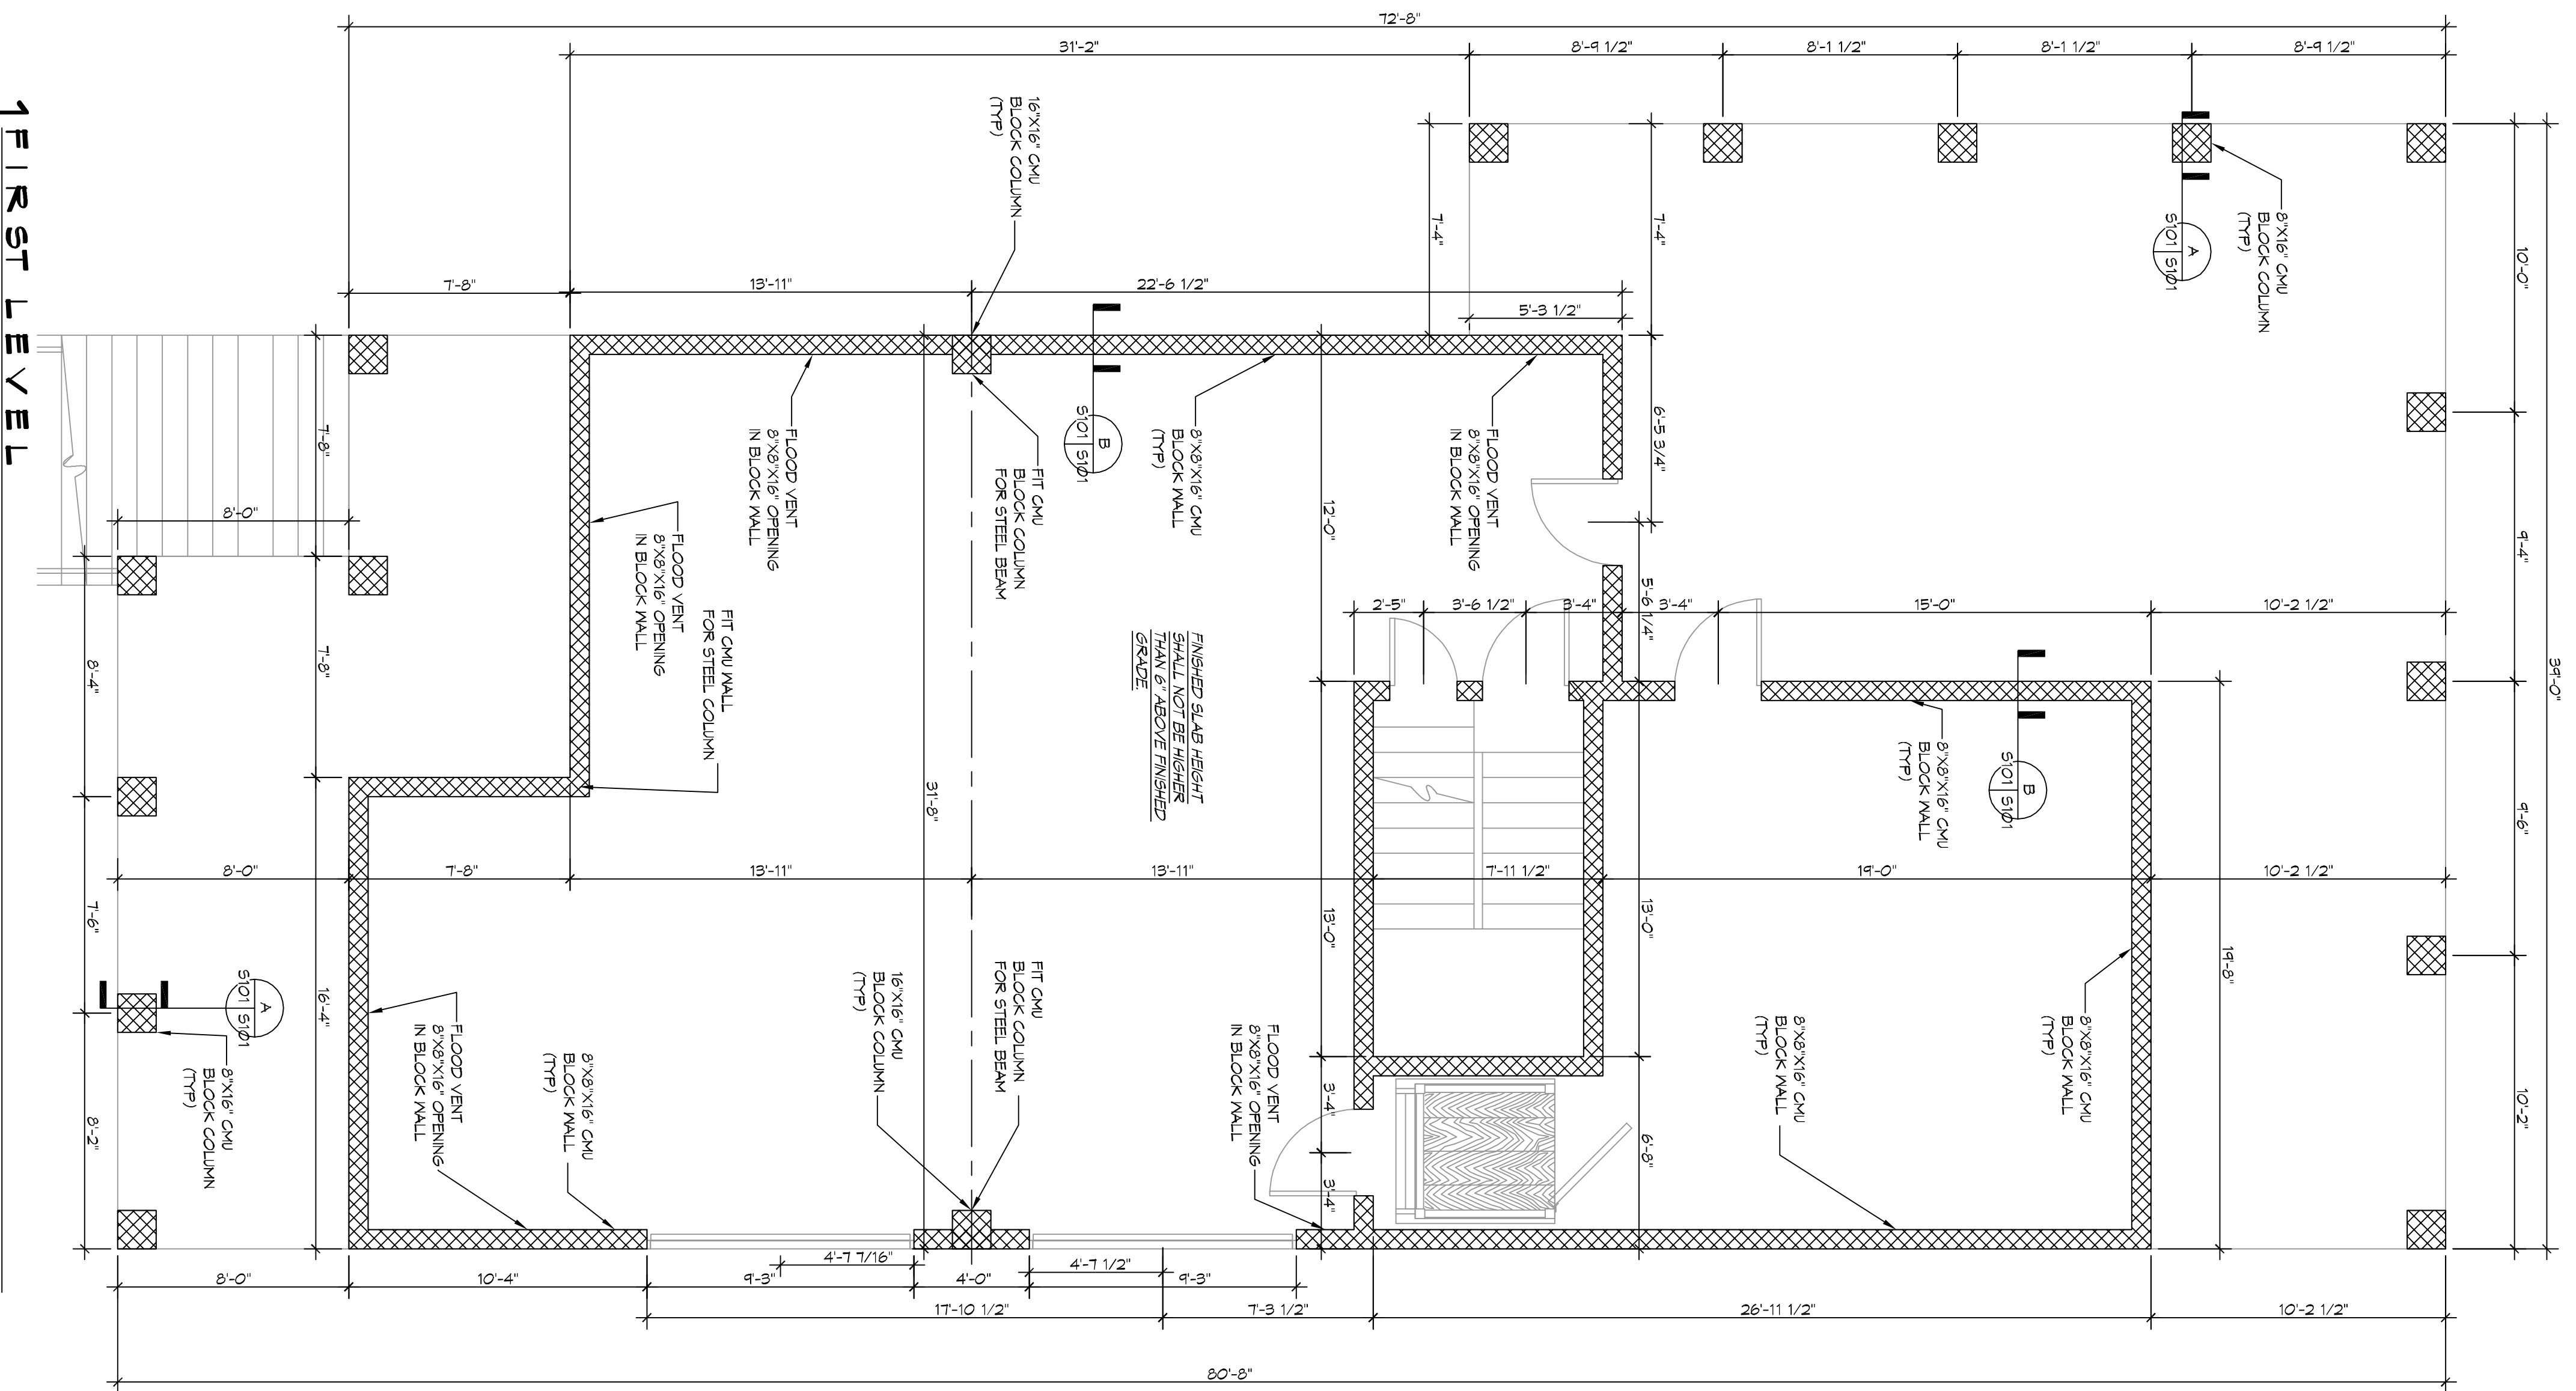 1 FIRST LEVEL
72'-8"
31'-2"
8'-9 1/2"
8'-1 1/2"
8'-1 1/2"
8'-9 1/2"
16"X16" CMU
BLOCK COLUMN
(TYP)
8"X16" CMU
BLOCK COLUMN
(TYP)
A
S101
S101
7'-4"
7'-4"
10'-0"
7'-8"
13'-11"
22'-6 1/2"
5'-3 1/2"
FLOOD VENT
8"X8"X16" OPENING
IN BLOCK WALL
FIT CMU
BLOCK COLUMN
FOR STEEL BEAM
B
S101
S101
8"X8"X16" CMU
BLOCK WALL
(TYP)
FLOOD VENT
8"X8"X16" OPENING
IN BLOCK WALL
6'-5 3/4"
7'-8"
8'-0"
12'-0"
9'-4"
FLOOD VENT
8"X8"X16" OPENING
IN BLOCK WALL
FIT CMU WALL
FOR STEEL COLUMN
FINISHED SLAB HEIGHT
SHALL NOT BE HIGHER
THAN 6" ABOVE FINISHED
GRADE.
2'-5"
3'-6 1/2"
3'-4"
5'-6 1/4"
3'-4"
15'-0"
10'-2 1/2"
39'-0"
8'-4"
7'-8"
31'-8"
8"X8"X16" CMU
BLOCK WALL
(TYP)
B
S101
S101
9'-6"
8'-0"
7'-8"
13'-11"
13'-11"
7'-11 1/2"
19'-0"
10'-2 1/2"
7'-6"
16'-4"
13'-0"
13'-0"
19'-8"
A
S101
S101
8"X16" CMU
BLOCK COLUMN
(TYP)
FLOOD VENT
8"X8"X16" OPENING
IN BLOCK WALL
8"X8"X16" CMU
BLOCK WALL
(TYP)
16"X16" CMU
BLOCK COLUMN
(TYP)
FIT CMU
BLOCK COLUMN
FOR STEEL BEAM
FLOOD VENT
8"X8"X16" OPENING
IN BLOCK WALL
8"X8"X16" CMU
BLOCK WALL
(TYP)
8"X8"X16" CMU
BLOCK WALL
(TYP)
10'-2"
8'-2"
3'-4"
3'-4"
6'-8"
4'-7 7/16"
4'-7 1/2"
8'-0"
10'-4"
9'-3"
4'-0"
9'-3"
17'-10 1/2"
7'-3 1/2"
26'-11 1/2"
10'-2 1/2"
80'-8"